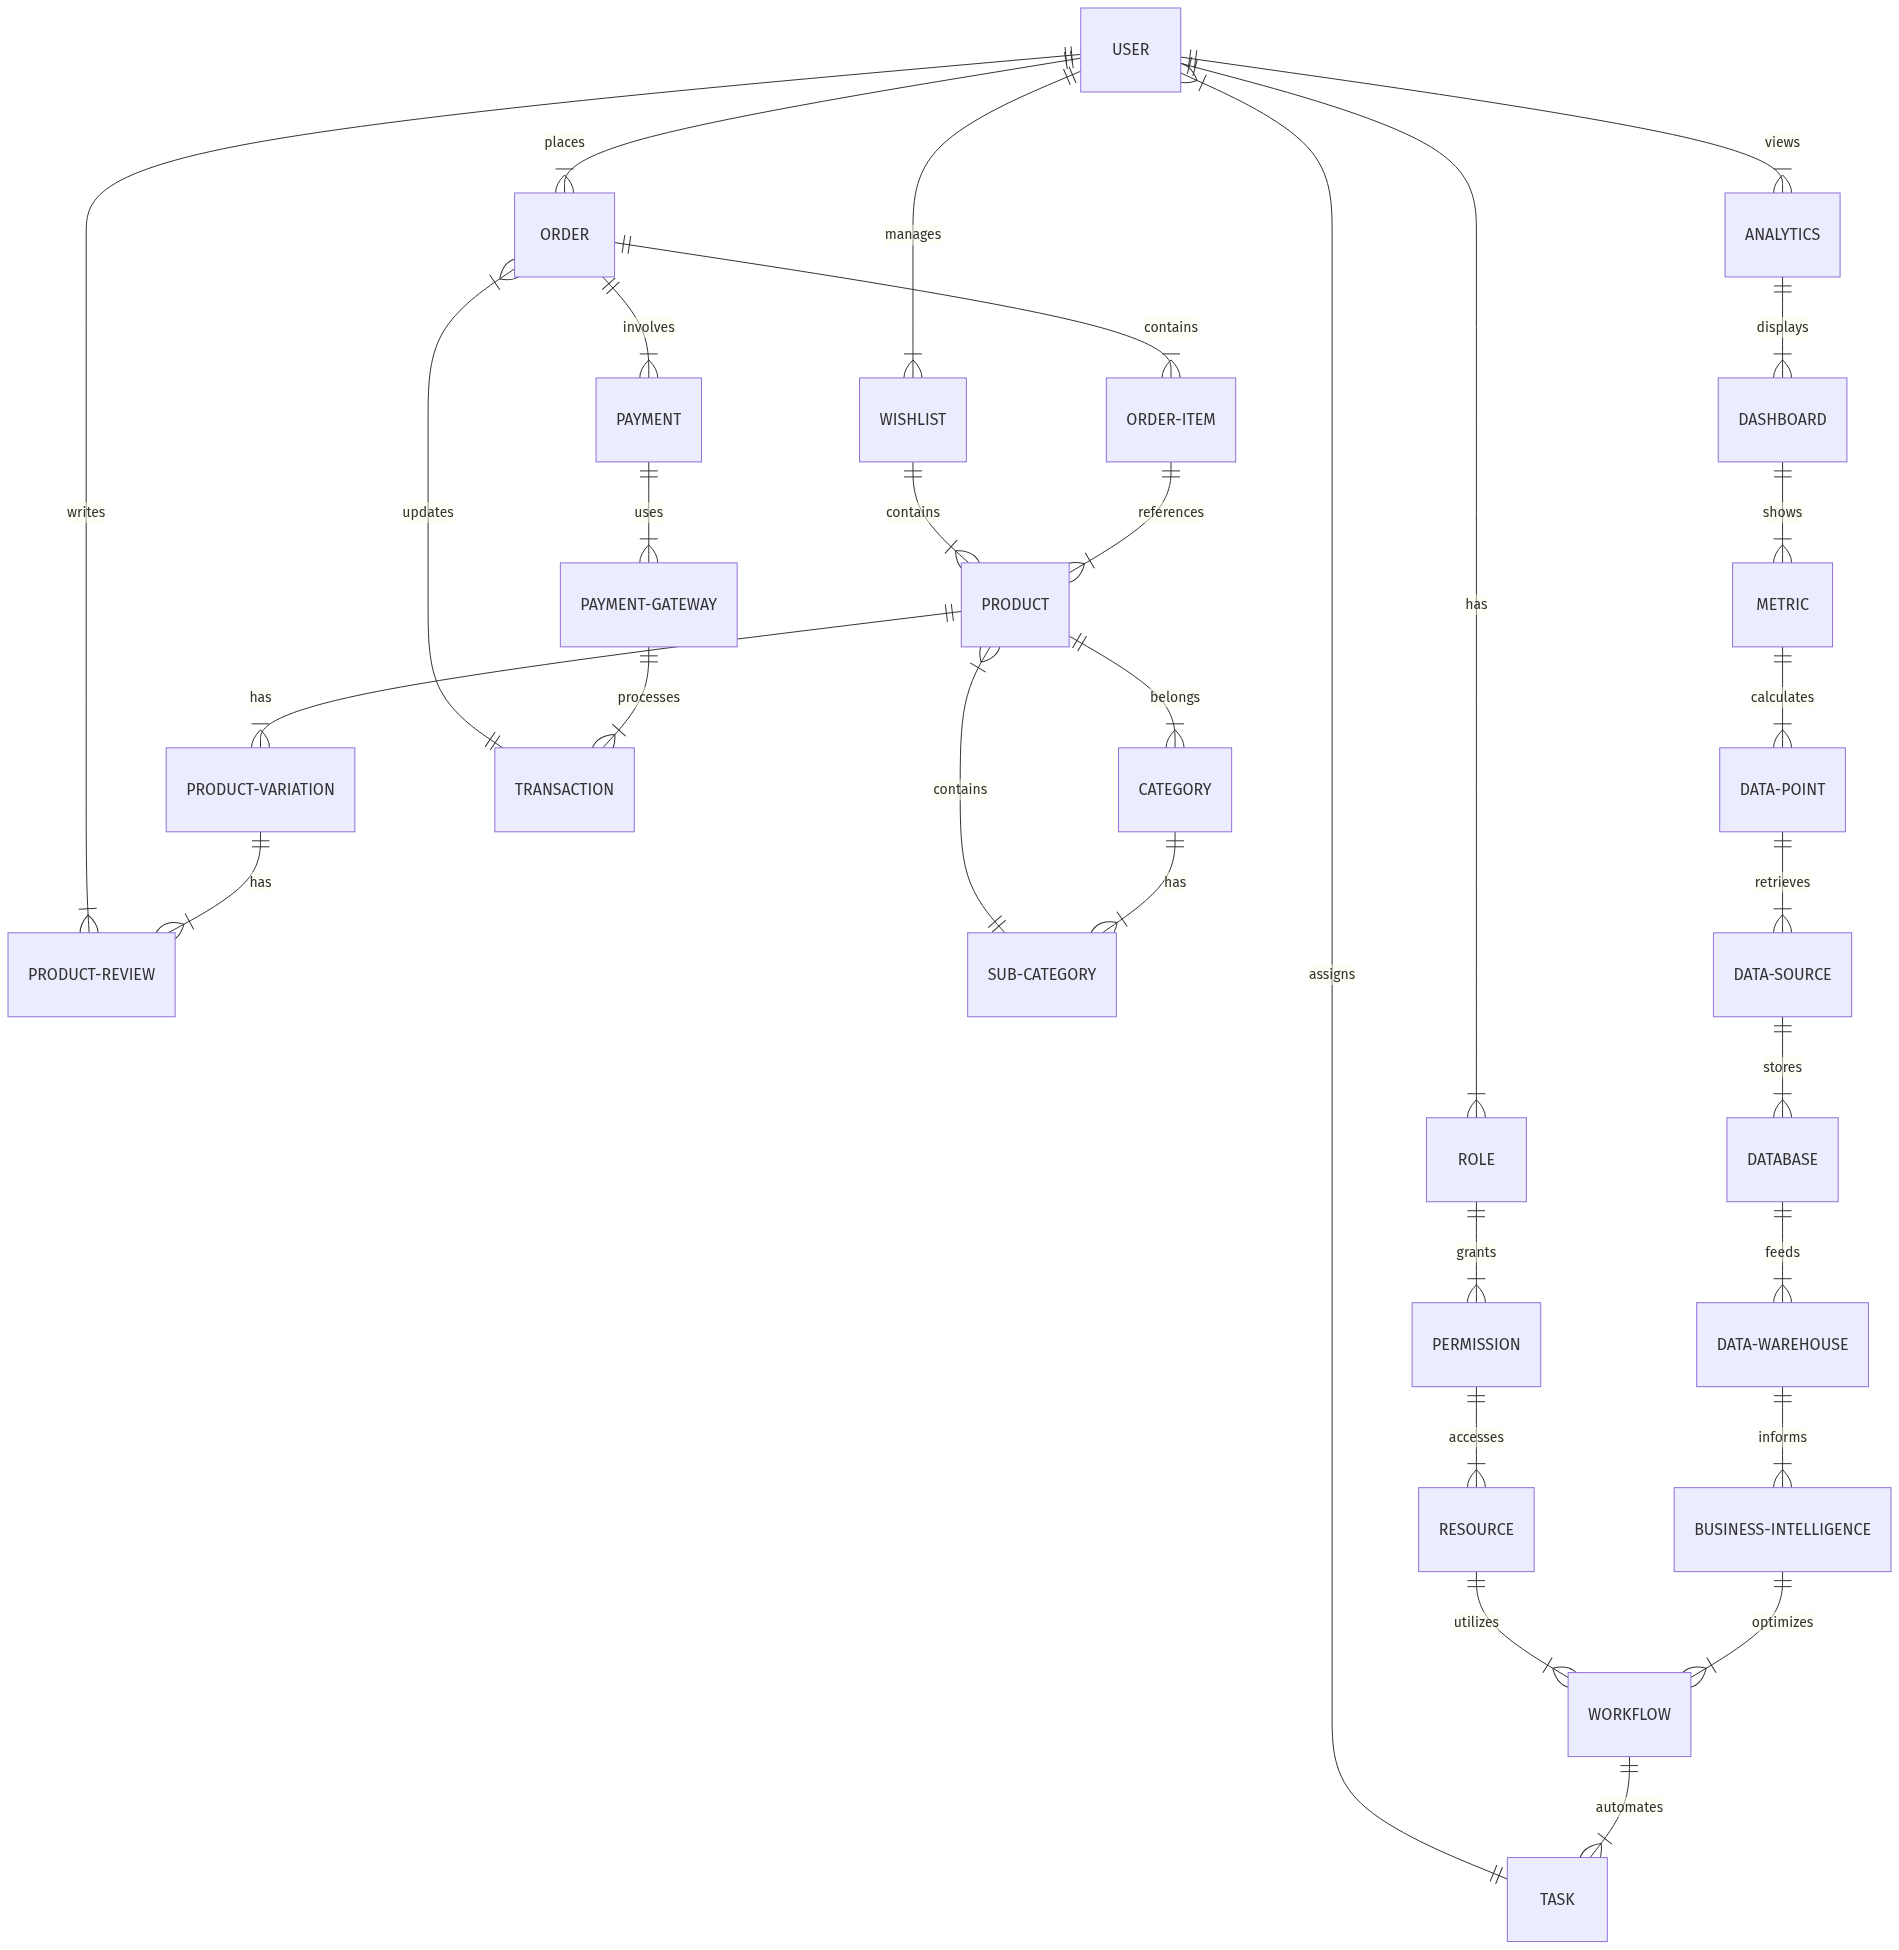 USER
places
views
ORDER
manages
ANALYTICS
involves
contains
displays
PAYMENT
WISHLIST
ORDER-ITEM
DASHBOARD
writes
updates
uses
contains
references
shows
PAYMENT-GATEWAY
PRODUCT
has
METRIC
has
processes
belongs
calculates
PRODUCT-VARIATION
TRANSACTION
contains
CATEGORY
DATA-POINT
has
has
retrieves
PRODUCT-REVIEW
SUB-CATEGORY
assigns
DATA-SOURCE
stores
ROLE
DATABASE
grants
feeds
PERMISSION
DATA-WAREHOUSE
accesses
informs
RESOURCE
BUSINESS-INTELLIGENCE
utilizes
optimizes
WORKFLOW
automates
TASK